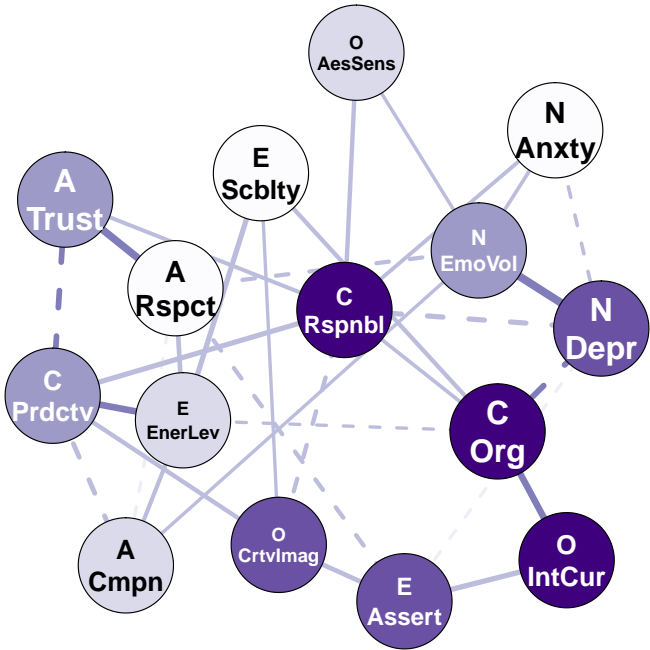 O
AesSens
N
Anxty
E
Scblty
A
Trust
N
EmoVol
A
Rspct
C
Rspnbl
N
Depr
C
Prdctv
E
EnerLev
C
Org
O
CrtvImag
A
Cmpn
O
IntCur
E
Assert